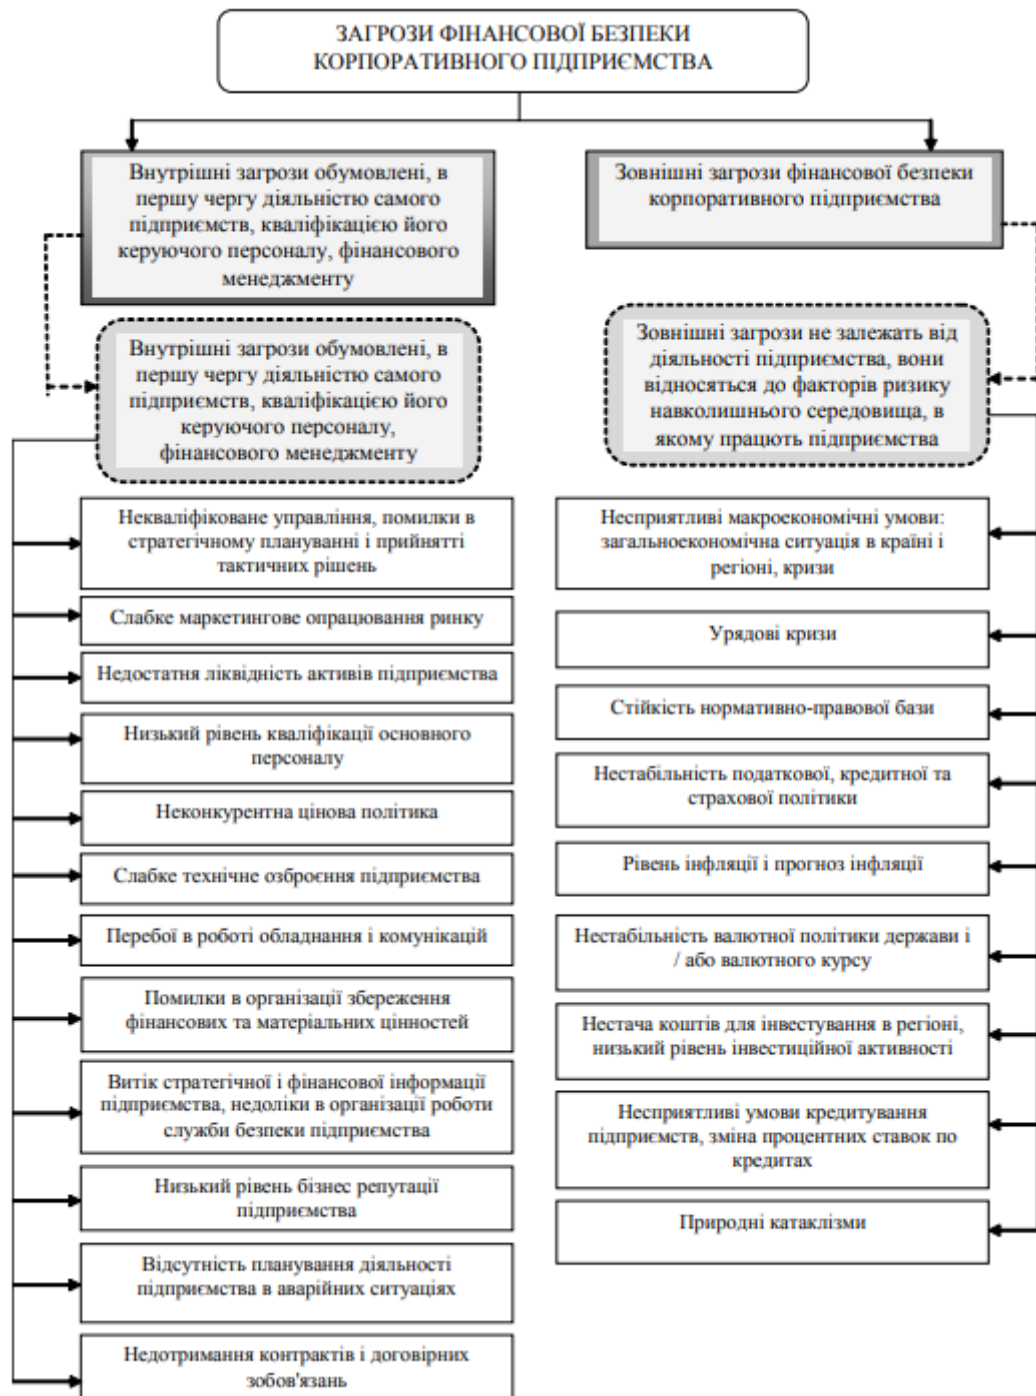 ЗАГРОЗИ ФІНАНСОВОЇ БЕЗПЕКИ
КОРПОРАТИВНОГО ПІДПРИЄМСТВА
Внутрішні загрози обумовлені, в
першу чергу діяльністю самого
підприємств, кваліфікацією його
керуючого персоналу, фінансового
менеджменту
Зовнішні загрози фінансової безпеки
корпоративного підприємства
Внутрішні загрози обумовлені, в
першу чергу діяльністю самого
підприємств, кваліфікацією його
керуючого персоналу,
фінансового менеджменту
Зовнішні загрози не залежать від
діяльності підприємства, вони
відносяться до факторів ризику
навколишнього середовища, в
якому працють підприємства
Некваліфіковане управління, помилки в
стратегічному плануванні і прийнятті
тактичних рішень
Слабке маркетингове опрацювання ринку
Недостатня ліквідність активів підприємства
Низький рівень кваліфікації основного
персоналу
Неконкурентна цінова політика
Слабке технічне озброєння підприємства
Перебої в роботі обладнання і комунікацій
Помилки в організації збереження
фінансових та матеріальних цінностей
Витік стратегічної і фінансової інформації
підприємства, недоліки в організації роботи
служби безпеки підприємства
Низький рівень бізнес репутації
підприємства
Відсутність планування діяльності
підприємства в аварійних ситуаціях
Недотримання контрактів і договірних
зобов'язань
Несприятливі макроекономічні умови:
загальноекономічна ситуація в країні і
регіоні, кризи
Урядові кризи
Стійкість нормативно-правової бази
Нестабільність податкової, кредитної та
страхової політики
Рівень інфляції і прогноз інфляції
Нестабільність валютної політики держави і
/ або валютного курсу
Нестача коштів для інвестування в регіоні,
низький рівень інвестиційної активності
Несприятливі умови кредитування
підприємств, зміна процентних ставок по
кредитах
Природні катаклізми